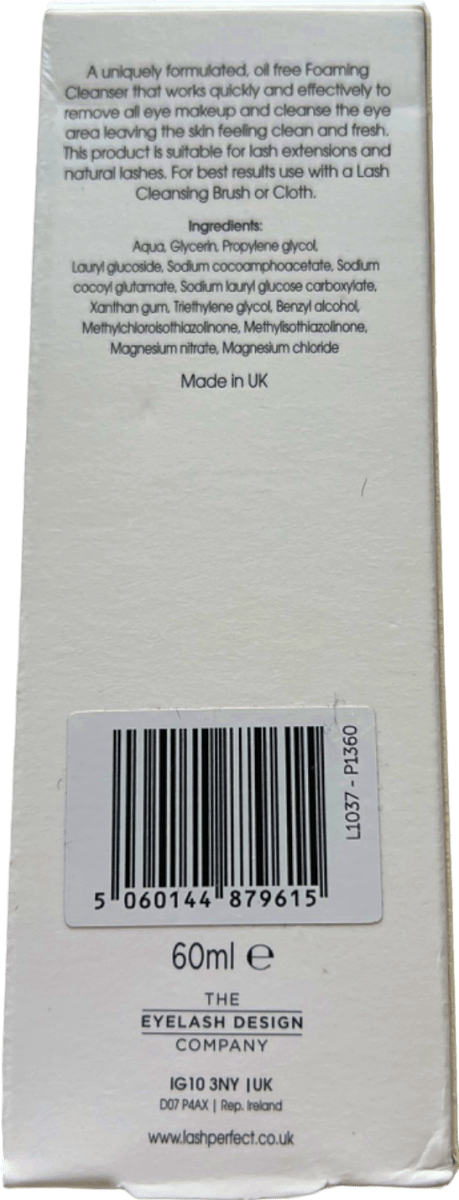 A uniquely formulated, oil free Foaming
Cleanser that works quickly and effectively to
remove all eye makeup and cleanse the eye
area leaving the skin feeling clean and fresh.
This product is suitable for lash extensions and
natural lashes. For best results use with a Lash
Cleansing Brush or Cloth.
Ingredients:
Aqua, Glycerin, Propylene glycol,
Lauryl glucoside, Sodium cocoamphoacetate, Sodium
cocoyl glutamate, Sodium lauryl glucose carboxylate,
Xanthan gum, Triethylene glycol, Benzyl alcohol,
Methylchloroisothiazolinone, Methylisothiazolinone,
Magnesium nitrate, Magnesium chloride
Made in UK
L1037 - P1360
5 060144 879615
60ml ℮
THE
EYELASH DESIGN
COMPANY
IG10 3NY | UK
D07 P4AX | Rep. Ireland
www.lashperfect.co.uk